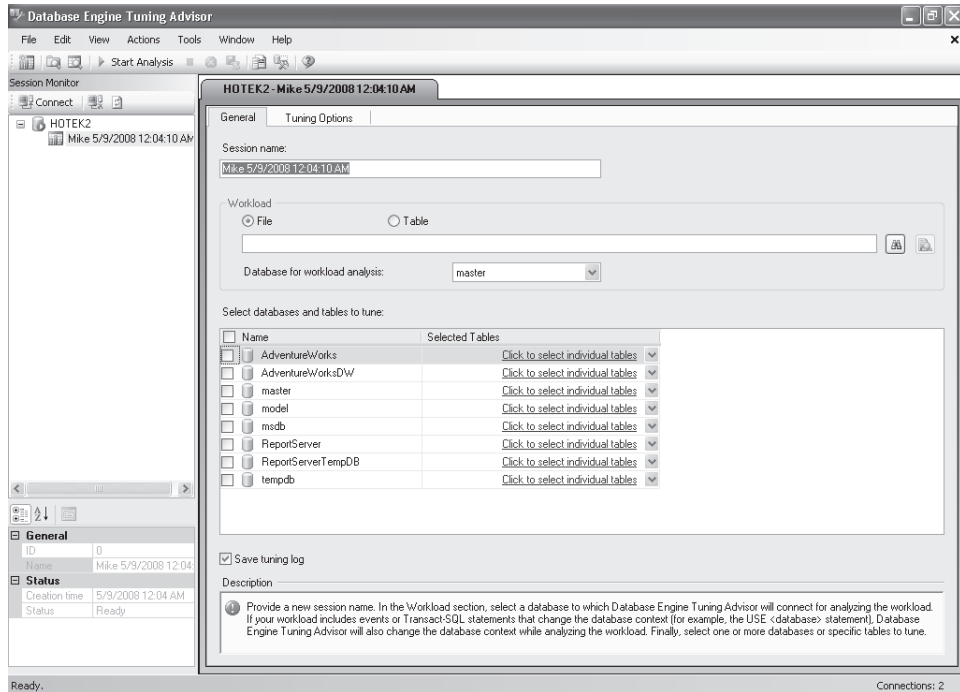 Database Engine Tuning Advisor
File Edit View Actions Tools Window Help
Start Analysis
Session Monitor
Connect
HOTEK2
Mike 5/9/2008 12:04:10 AM
HOTEK2 - Mike 5/9/2008 12:04:10 AM
General Tuning Options
Session name:
Mike 5/9/2008 12:04:10 AM
Workload
File Table
Database for workload analysis: master
Select databases and tables to tune:
Name Selected Tables
AdventureWorks Click to select individual tables
AdventureWorksDW Click to select individual tables
master Click to select individual tables
model Click to select individual tables
msdb Click to select individual tables
ReportServer Click to select individual tables
ReportServerTempDB Click to select individual tables
tempdb Click to select individual tables
General
ID 0
Name Mike 5/9/2008 12:04:
Status
Creation time 5/9/2008 12:04 AM
Status Ready
Save tuning log
Description
Provide a new session name. In the Workload section, select a database to which Database Engine Tuning Advisor will connect for analyzing the workload.
If your workload includes events or Transact-SQL statements that change the database context (for example, the USE <database> statement), Database
Engine Tuning Advisor will also change the database context while analyzing the workload. Finally, select one or more databases or specific tables to tune.
Ready. Connections: 2